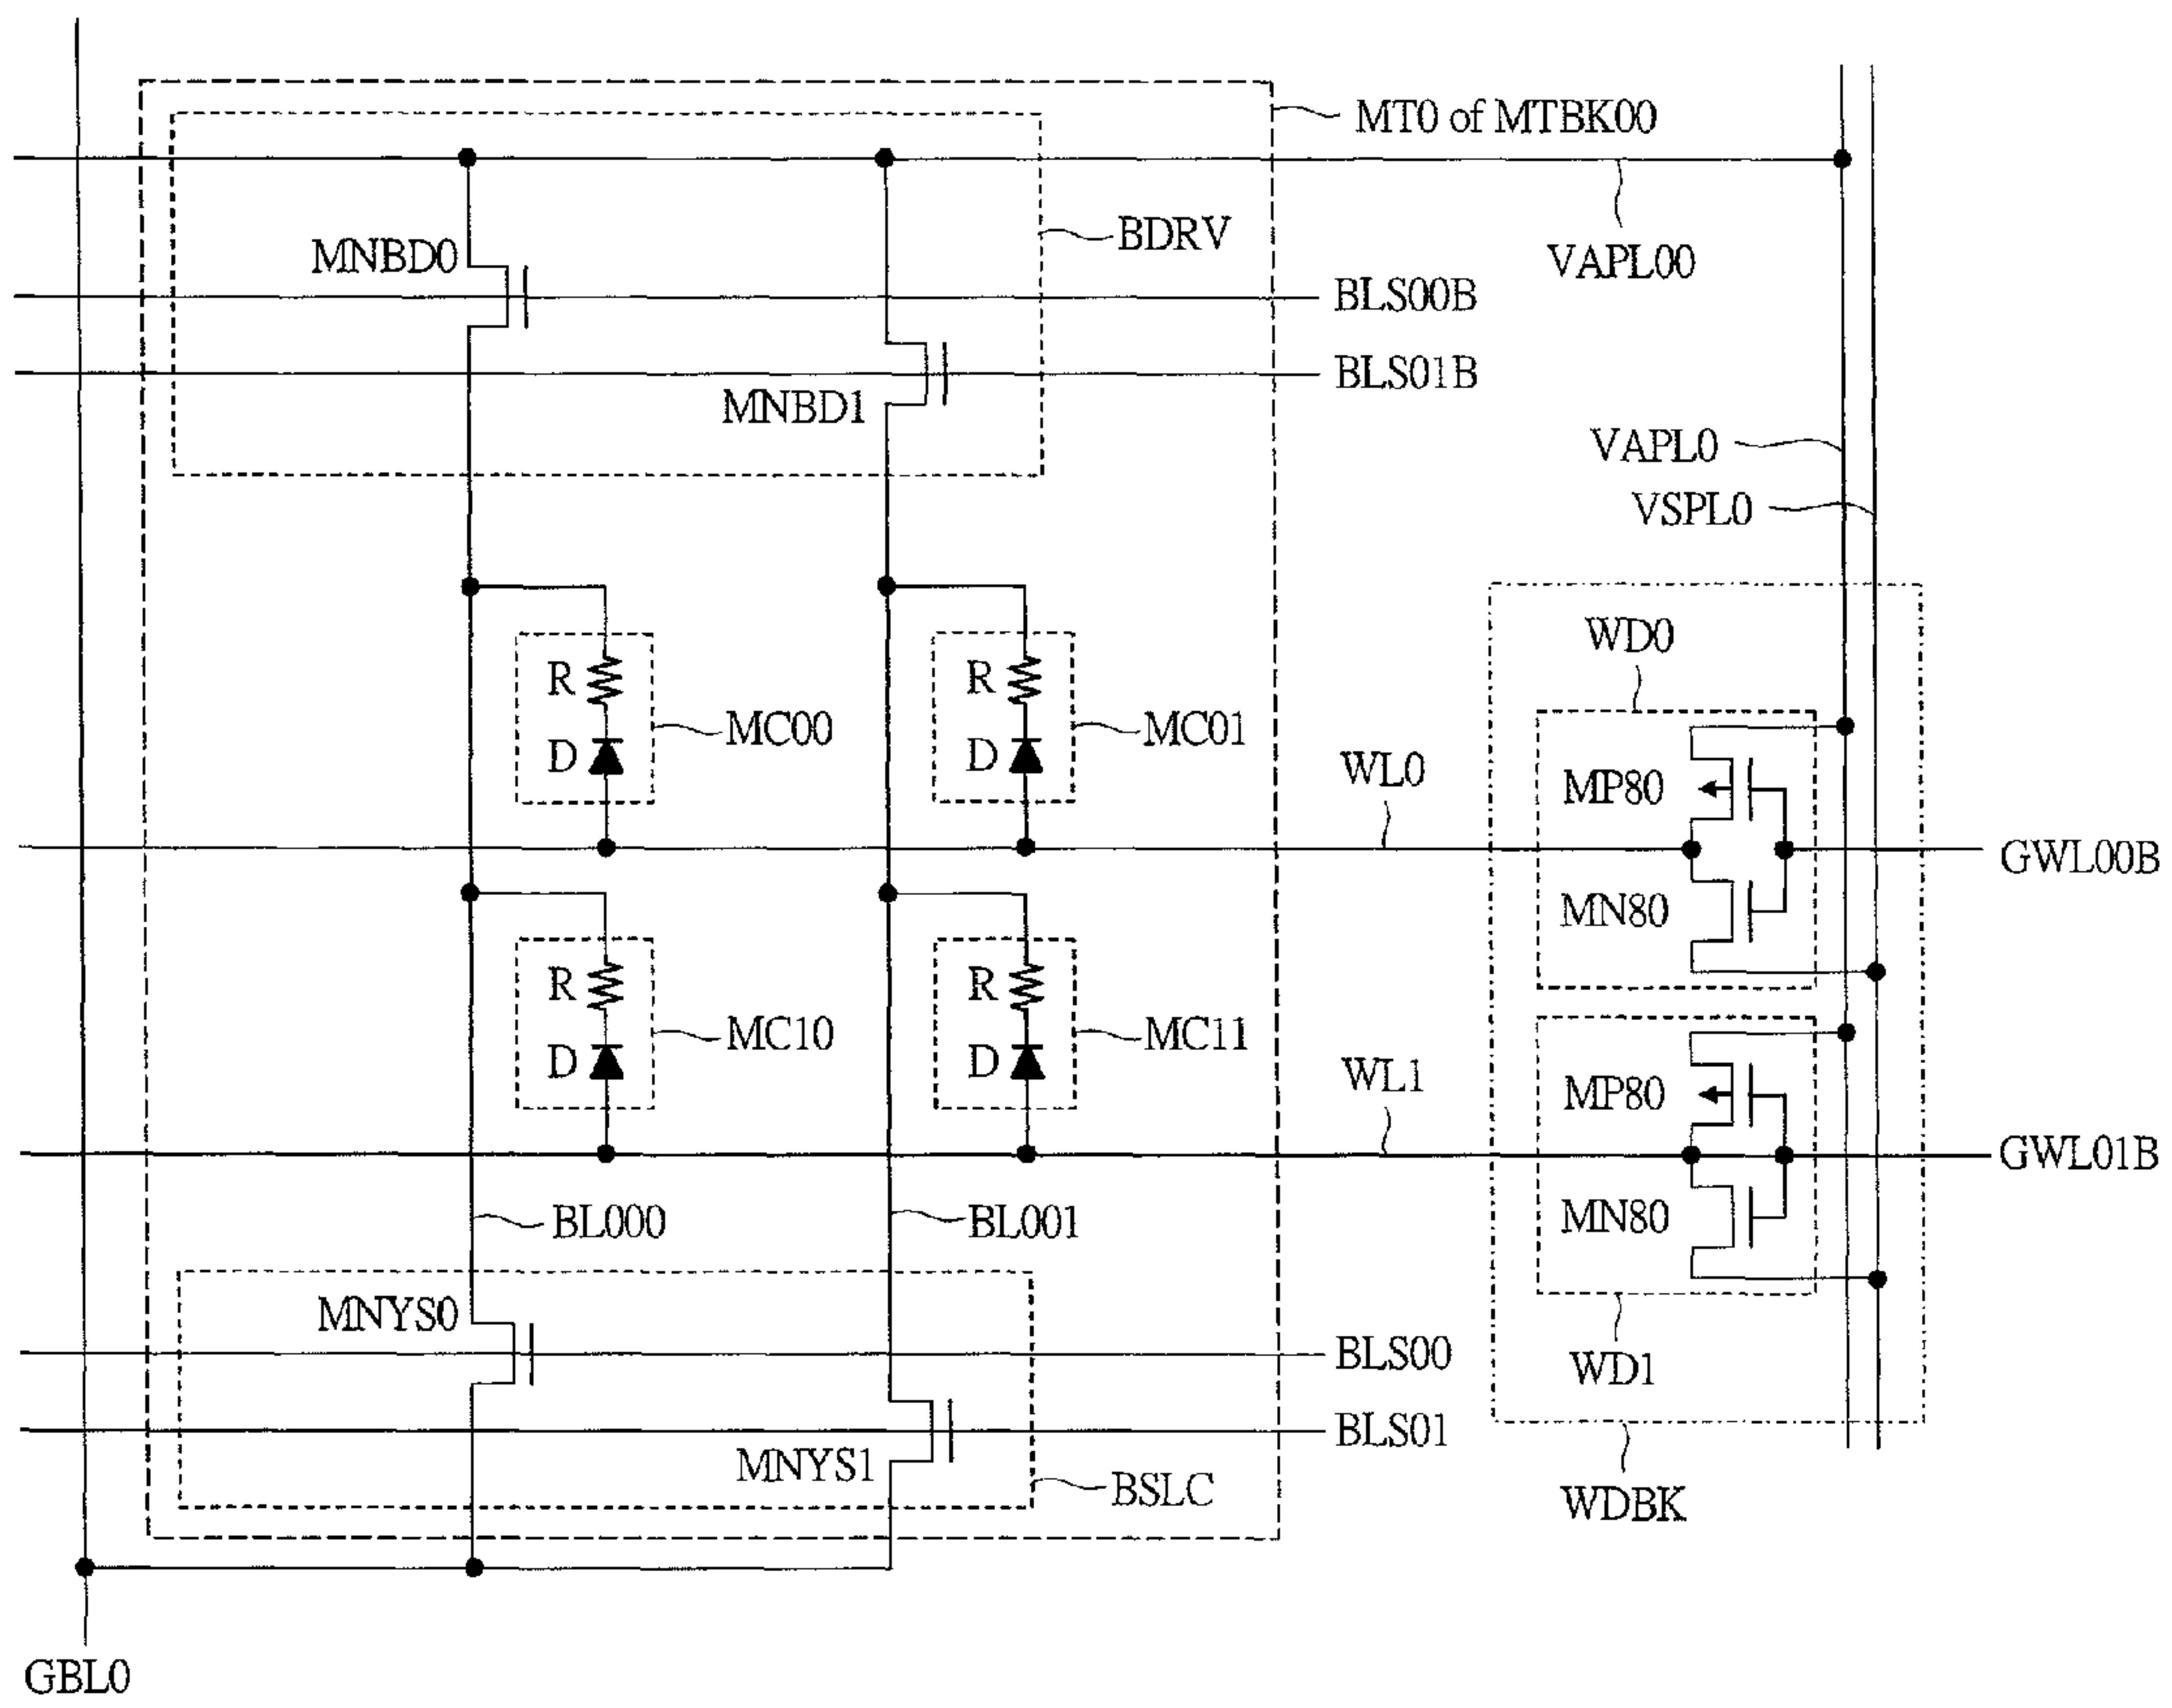 MT0 of MTBK00
MNBD0
BDRV
VAPL00
BLS00B
BLS01B
MNBD1
VAPL0
VSPL0
WD0
R
D
MC00
R
D
MC01
WL0
MP80
GWL00B
MN80
R
D
MC10
R
D
MC11
WL1
MP80
GWL01B
MN80
BL000
BL001
MNYS0
BLS00
WD1
BLS01
MNYS1
BSLC
WDBK
GBL0